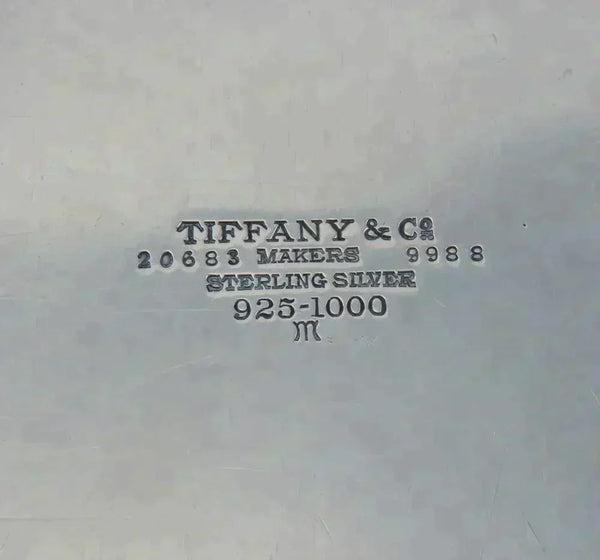 TIFFANY & Co
20683 MAKERS 9988
STERLING SILVER
925-1000
m